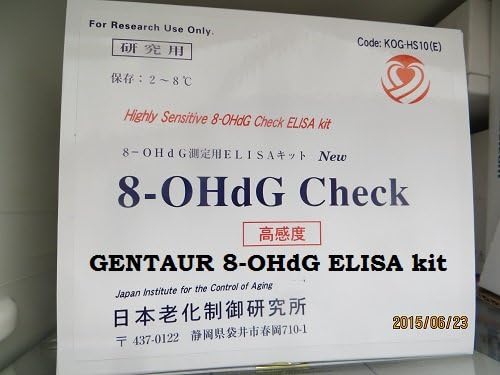 For Research Use Only.
Code: KOG-HS10(E)
研究用
保存:2～8℃
Highly Sensitive 8-OHdG Check ELISA kit
8-OHdG測定用ELISAキット New
8-OHdG Check
高感度
GENTAUR 8-OHdG ELISA kit
Japan Institute for the Control of Aging
日本老化制御研究所
〒 437-0122 静岡県袋井市春岡710-1
2015/06/23